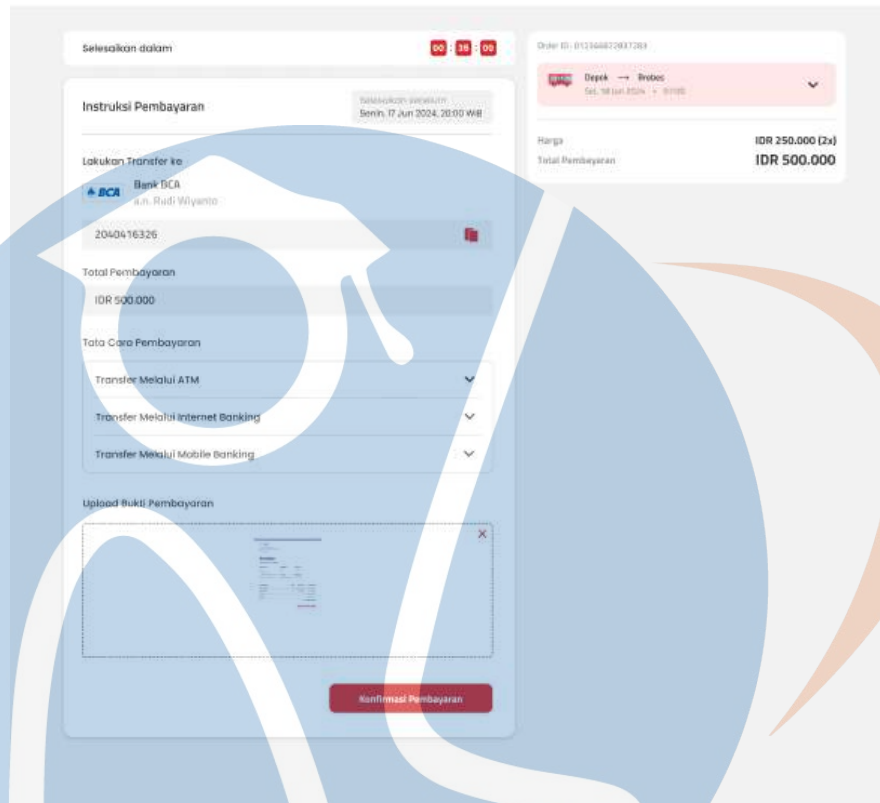 Selesaikan dalam
00 : 35 : 00
Instruksi Pembayaran
Selesaikan sebelum
Senin, 17 Jun 2024, 20:00 WIB
Lakukan Transfer ke
BCA
Bank BCA
a.n. Rudi Wiyanto
2040416326
Total Pembayaran
IDR 500.000
Tata Cara Pembayaran
Transfer Melalui ATM
Transfer Melalui Internet Banking
Transfer Melalui Mobile Banking
Upload Bukti Pembayaran
Konfirmasi Pembayaran
Order ID :
Depok → Brebes
Harga
IDR 250.000 (2x)
Total Pembayaran
IDR 500.000